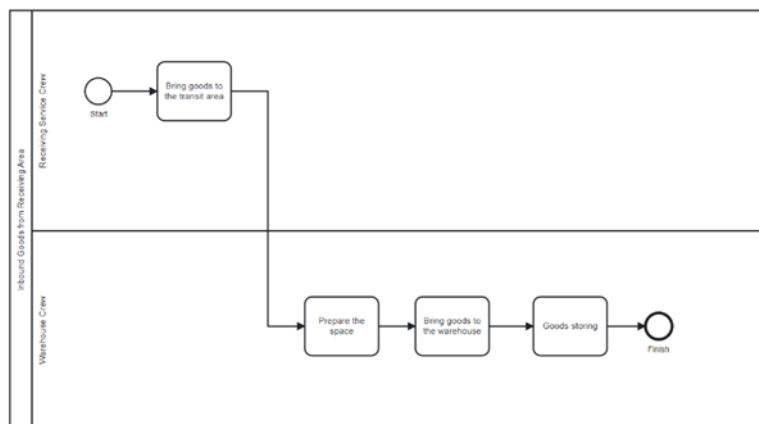 Inbound Goods from Receiving Area
Receiving Service Crew
Start
Bring goods to
the transit area
Warehouse Crew
Prepare the
space
Bring goods to
the warehouse
Goods storing
Finish